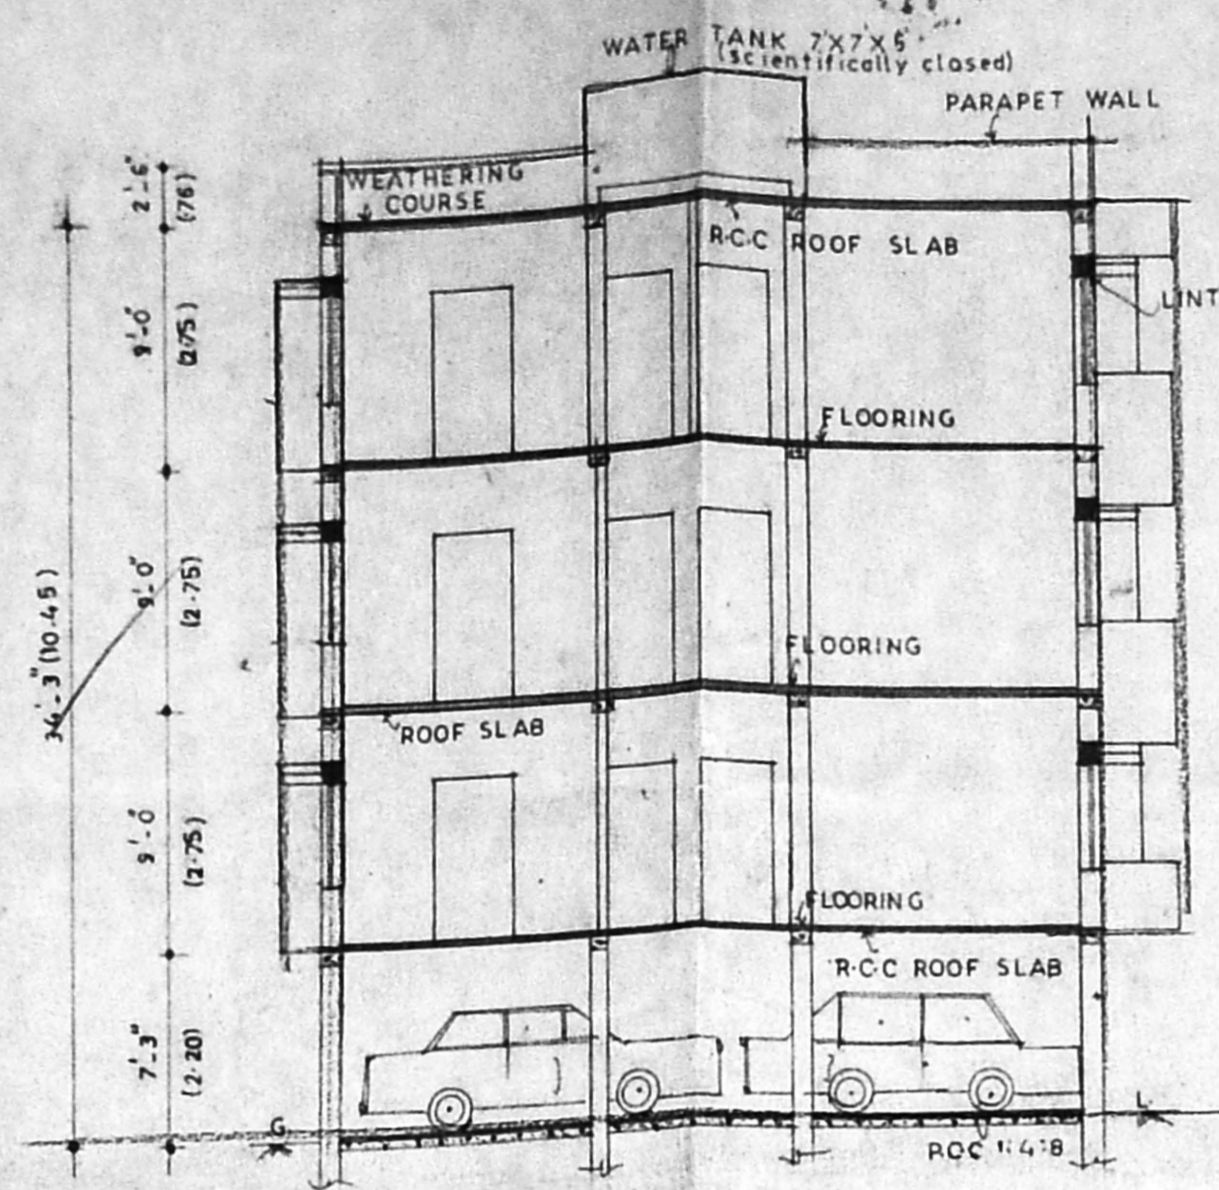 WATER TANK 7'X7'X5'
(scientifically closed)
PARAPET WALL
2'-6"
(.76)
WEATHERING
COURSE
R.C.C ROOF SLAB
LINT
9'-0"
(2.75)
FLOORING
9'-0"
(2.75)
34'-3" (10.45)
FLOORING
ROOF SLAB
9'-0"
(2.75)
FLOORING
R.C.C ROOF SLAB
7'-3"
(2.20)
G
L